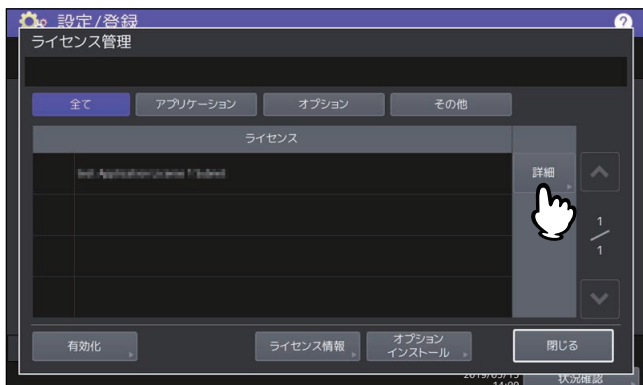 設定/登録
?
ライセンス管理
全て
アプリケーション
オプション
その他
ライセンス
詳細
1
1
有効化
ライセンス情報
オプション
インストール
閉じる
状況確認